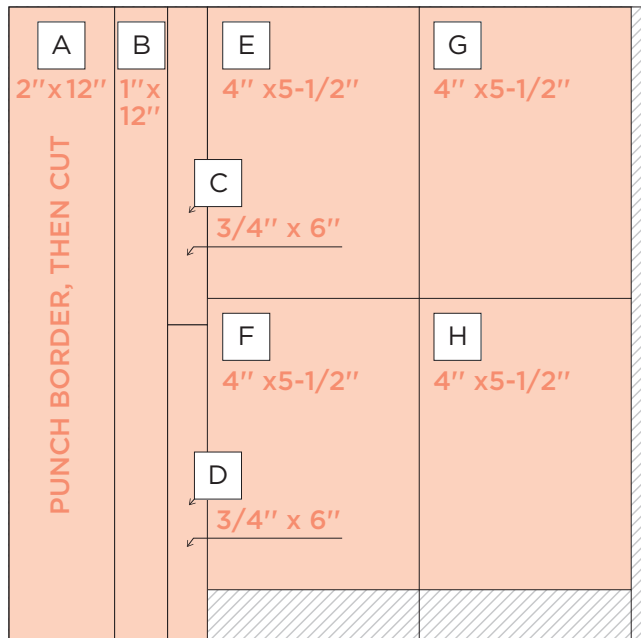 A
2" x 12"
PUNCH BORDER, THEN CUT
B
1" x
12"
C
3/4" x 6"
D
3/4" x 6"
E
4" x5-1/2"
F
4" x5-1/2"
G
4" x5-1/2"
H
4" x5-1/2"